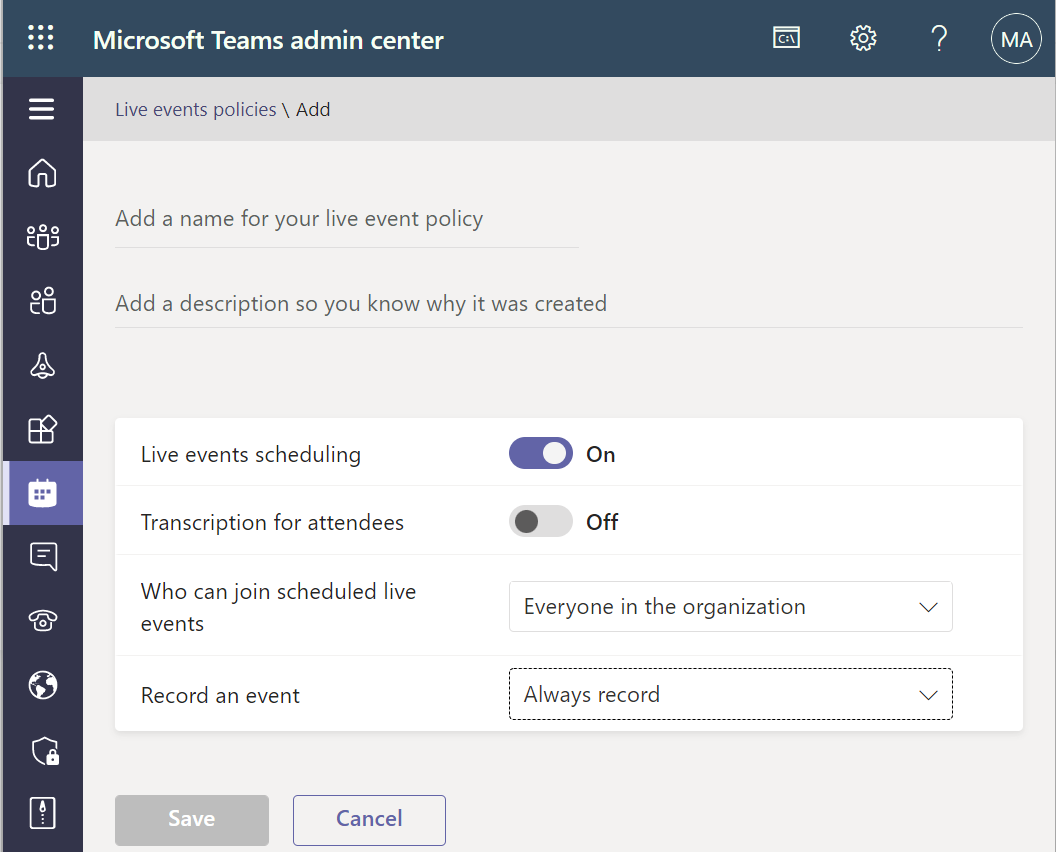 Microsoft Teams admin center
C:\
?
MA
Live events policies \ Add
Add a name for your live event policy
Add a description so you know why it was created
Live events scheduling On
Transcription for attendees Off
Who can join scheduled live
events
Everyone in the organization
Record an event Always record
Save Cancel